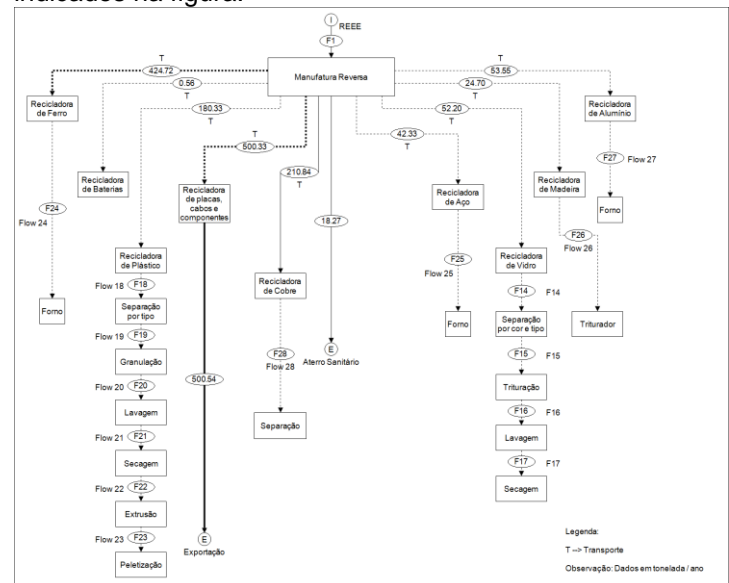 indicados na figura.
I
REEE
F1
Manufatura Reversa
T
424.72
0.56
T
180.33
T
T
500.33
210.84
T
18.27
42.33
T
52.20
T
24.70
T
T
53.55
Recicladora
de Ferro
Recicladora
de Baterias
Recicladora
de placas,
cabos e
componentes
Recicladora
de Aço
Recicladora
de Madeira
Recicladora
de Alumínio
F24
Flow 24
Forno
Recicladora
de Plástico
Flow 18
F18
Separação
por tipo
Flow 19
F19
Granulação
Flow 20
F20
Lavagem
Flow 21
F21
Secagem
Flow 22
F22
Extrusão
Flow 23
F23
Peletização
500.54
E
Exportação
Recicladora
de Cobre
F28
Flow 28
Separação
E
Aterro Sanitário
F25
Flow 25
Forno
Recicladora
de Vidro
F14
F14
Separação
por cor e tipo
F15
F15
Trituração
F16
F16
Lavagem
F17
F17
Secagem
F26
Flow 26
Triturador
F27
Flow 27
Forno
Legenda:
T --> Transporte
Observação: Dados em tonelada / ano